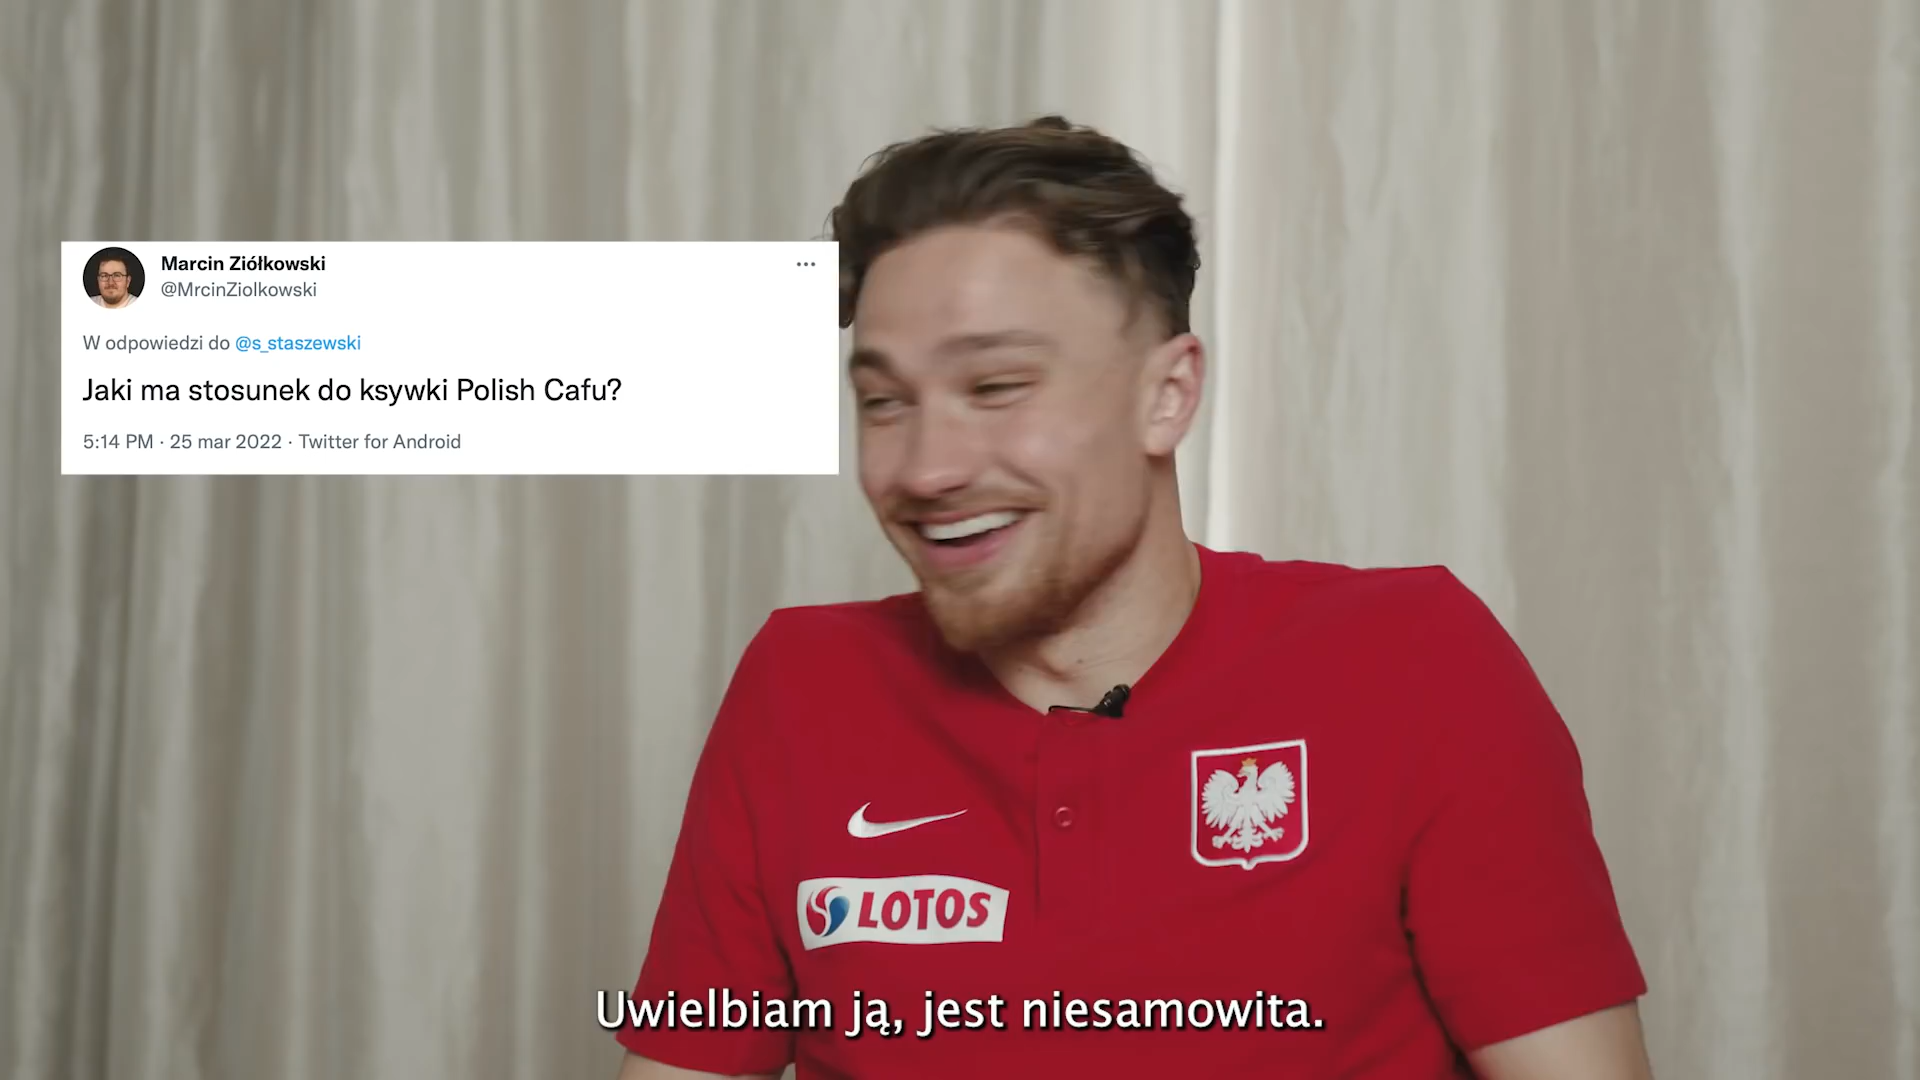 Marcin Ziółkowski
@MrcinZiolkowski
W odpowiedzi do @s_staszewski
Jaki ma stosunek do ksywki Polish Cafu?
5:14 PM · 25 mar 2022 · Twitter for Android
LOTOS
Uwielbiam ją, jest niesamowita.